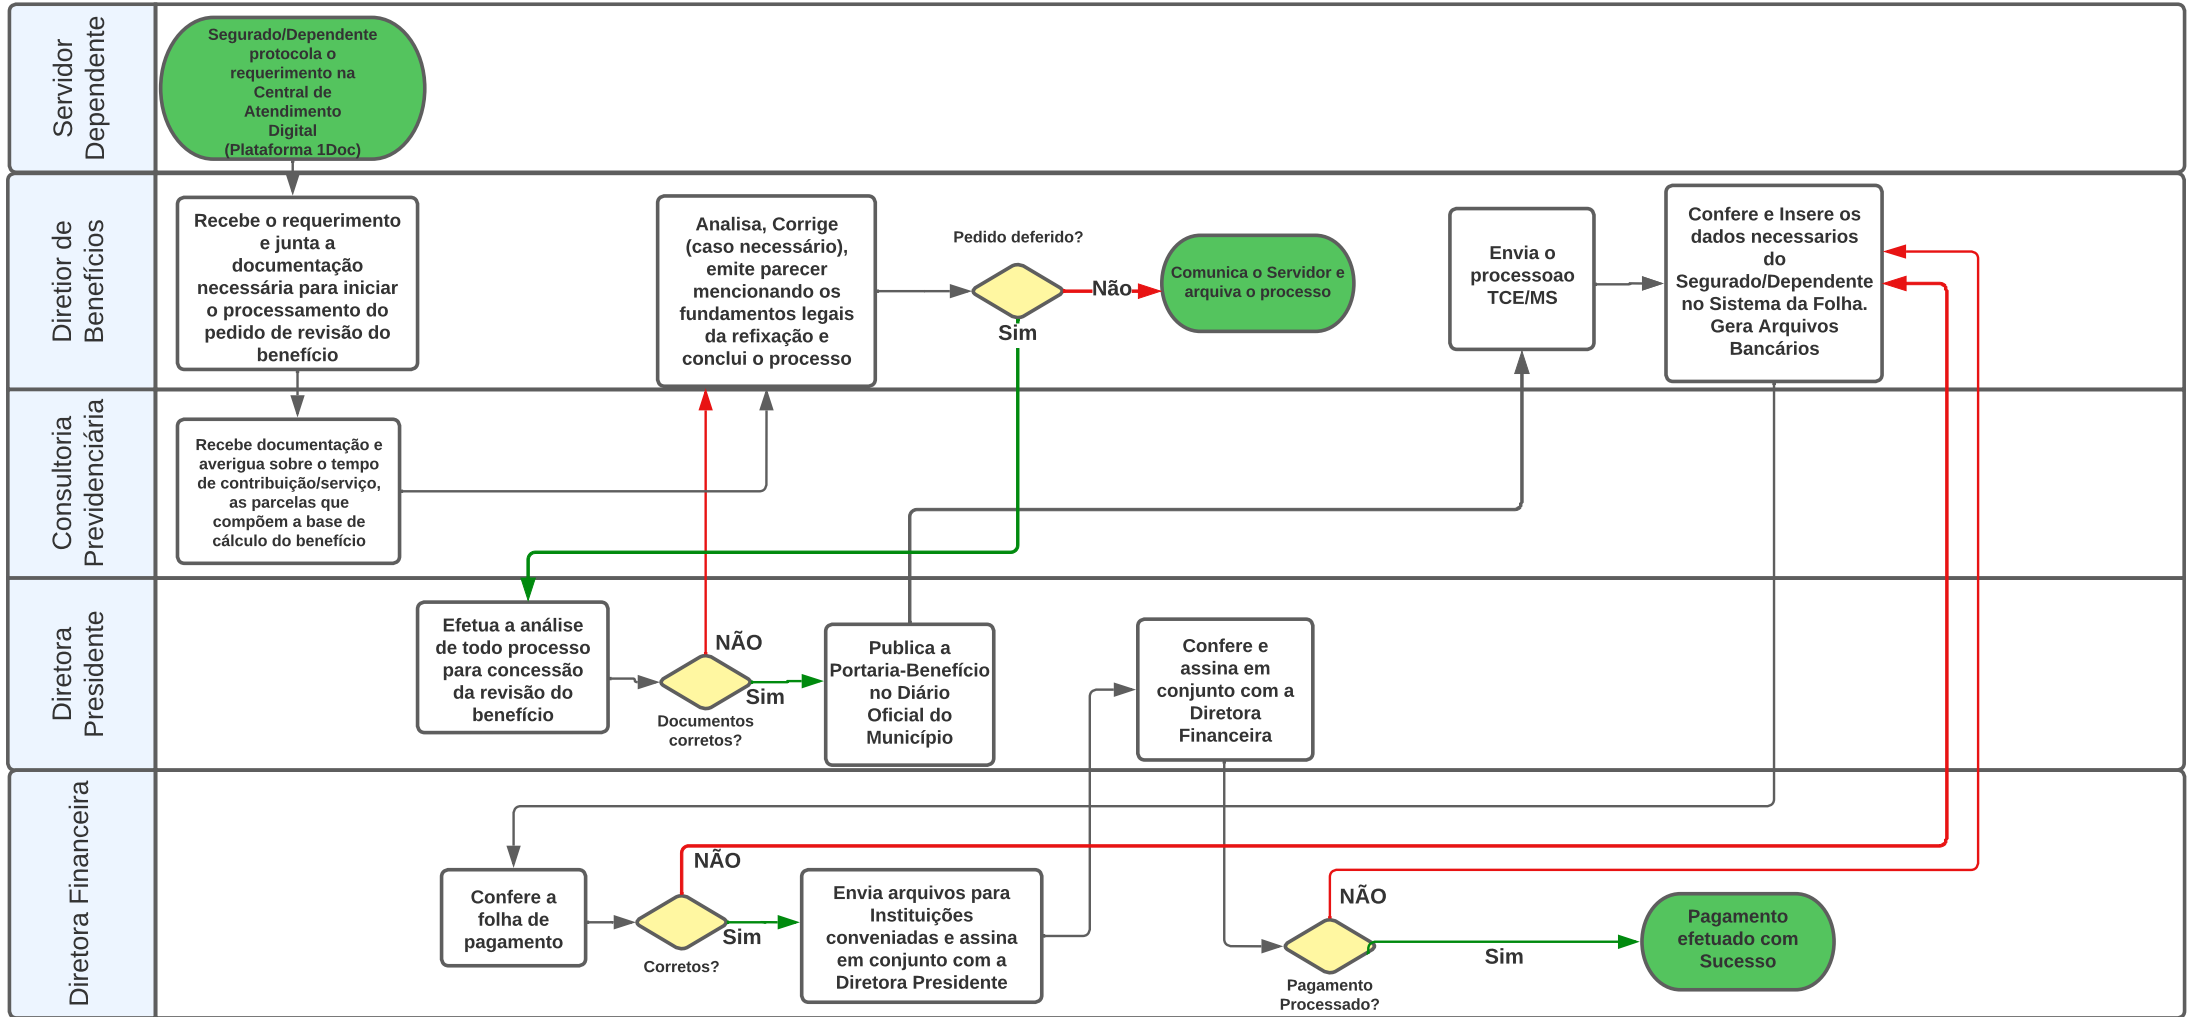 Servidor
Dependente
Segurado/Dependente
protocola o
requerimento na
Central de
Atendimento
Digital
(Plataforma 1Doc)
Diretior de
Benefícios
Recebe o requerimento
e junta a
documentação
necessária para iniciar
o processamento do
pedido de revisão do
benefício
Analisa, Corrige
(caso necessário),
emite parecer
mencionando os
fundamentos legais
da refixação e
conclui o processo
Pedido deferido?
Não
Sim
Comunica o Servidor e
arquiva o processo
Envia o
processoao
TCE/MS
Confere e Insere os
dados necessarios
do
Segurado/Dependente
no Sistema da Folha.
Gera Arquivos
Bancários
Consultoria
Previdenciária
Recebe documentação e
averigua sobre o tempo
de contribuição/serviço,
as parcelas que
compõem a base de
cálculo do benefício
Diretora
Presidente
Efetua a análise
de todo processo
para concessão
da revisão do
benefício
NÃO
Sim
Documentos
corretos?
Publica a
Portaria-Benefício
no Diário
Oficial do
Município
Confere e
assina em
conjunto com a
Diretora
Financeira
Diretora Financeira
Confere a
folha de
pagamento
NÃO
Sim
Corretos?
Envia arquivos para
Instituições
conveniadas e assina
em conjunto com a
Diretora Presidente
NÃO
Sim
Pagamento
Processado?
Pagamento
efetuado com
Sucesso